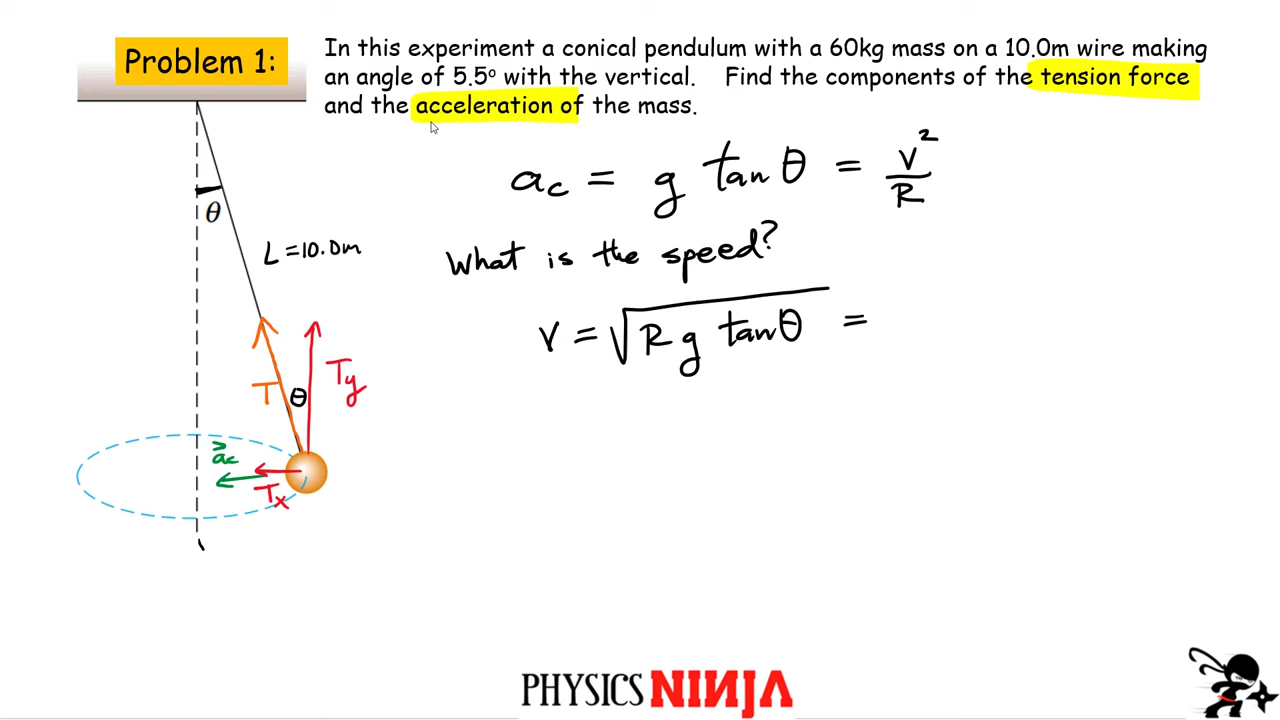 Problem 1:
In this experiment a conical pendulum with a 60kg mass on a 10.0m wire making
an angle of 5.5° with the vertical. Find the components of the tension force
and the acceleration of the mass.
a_c = g tan θ = v²/R
θ
L = 10.0m
What is the speed?
v = √(R g tan θ) =
T
θ
Ty
a⃗c
Tx
PHYSICS NINJA